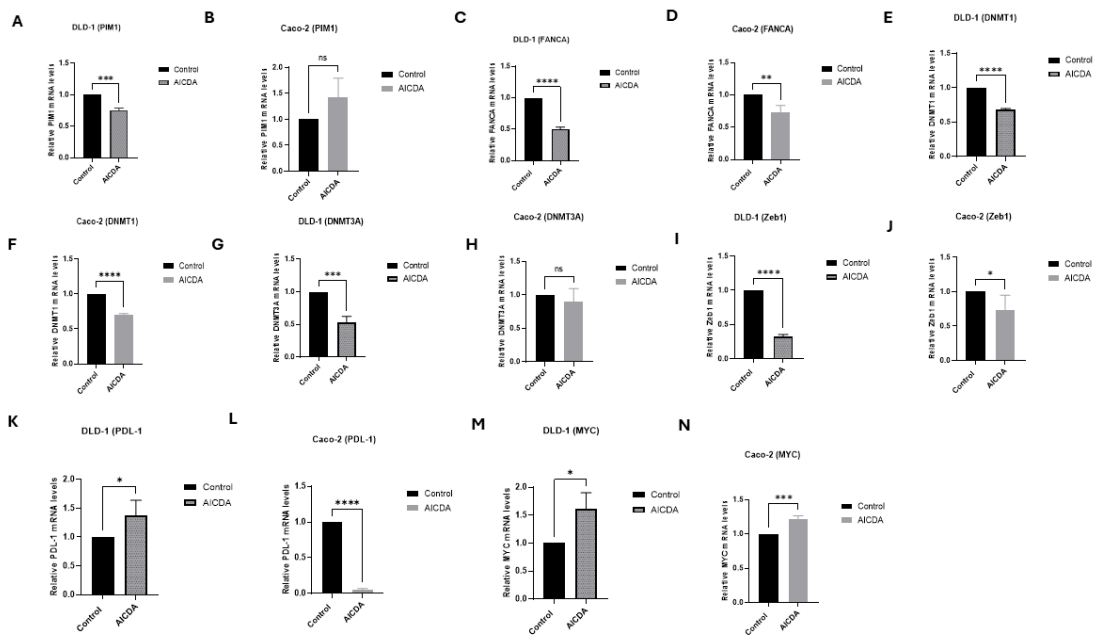 A
DLD-1 (PIM1)
Relative PIM1 mRNA levels
1.5
1.0
0.5
0.0
***
Control
AICDA
Control
AICDA
B
Caco-2 (PIM1)
Relative PIM1 mRNA levels
2.0
1.5
1.0
0.5
0.0
ns
Control
AICDA
Control
AICDA
C
DLD-1 (FANCA)
Relative FANCA mRNA levels
1.5
1.0
0.5
0.0
****
Control
AICDA
Control
AICDA
D
Caco-2 (FANCA)
Relative FANCA mRNA levels
1.5
1.0
0.5
0.0
**
Control
AICDA
Control
AICDA
E
DLD-1 (DNMT1)
Relative DNMT1 mRNA levels
1.5
1.0
0.5
0.0
****
Control
AICDA
Control
AICDA
F
Caco-2 (DNMT1)
Relative DNMT1 mRNA levels
1.5
1.0
0.5
0.0
****
Control
AICDA
Control
AICDA
G
DLD-1 (DNMT3A)
Relative DNMT3A mRNA levels
1.5
1.0
0.5
0.0
***
Control
AICDA
Control
AICDA
H
Caco-2 (DNMT3A)
Relative DNMT3A mRNA levels
1.5
1.0
0.5
0.0
ns
Control
AICDA
Control
AICDA
I
DLD-1 (Zeb1)
Relative Zeb1 mRNA levels
1.5
1.0
0.5
0.0
****
Control
AICDA
Control
AICDA
J
Caco-2 (Zeb1)
Relative Zeb1 mRNA levels
1.5
1.0
0.5
0.0
*
Control
AICDA
Control
AICDA
K
DLD-1 (PDL-1
Relative PDL-1 mRNA levels
2.0
1.5
1.0
0.5
0.0
*
Control
AICDA
Control
AICDA
L
Caco-2 (PDL-1)
Relative PDL-1 mRNA levels
1.5
1.0
0.5
0.0
****
Control
AICDA
Control
AICDA
M
DLD-1 (MYC)
Relative MYC mRNA levels
2.0
1.5
1.0
0.5
0.0
*
Control
AICDA
Control
AICDA
N
Caco-2 (MYC)
Relative MYC mRNA levels
1.5
1.0
0.5
0.0
***
Control
AICDA
Control
AICDA